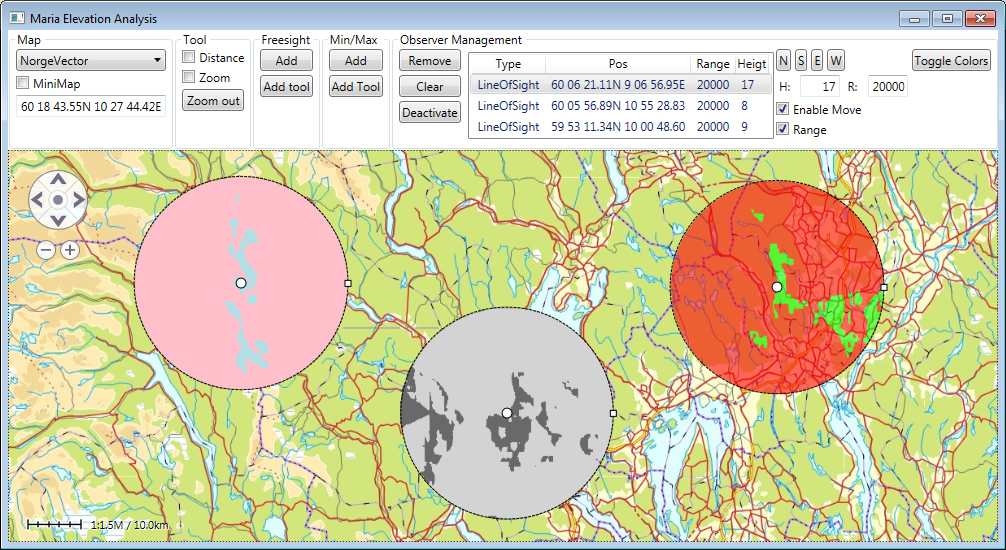 Maria Elevation Analysis
Map
NorgeVector
MiniMap
60 18 43.55N 10 27 44.42E
Tool
Distance
Zoom
Zoom out
Freesight
Add
Add tool
Min/Max
Add
Add Tool
Observer Management
Remove
Clear
Deactivate
Type Pos Range Heigt
LineOfSight 60 06 21.11N 9 06 56.95E 20000 17
LineOfSight 60 05 56.89N 10 55 28.83 20000 8
LineOfSight 59 53 11.34N 10 00 48.60 20000 9
N S E W
H: 17 R: 20000
Enable Move
Range
Toggle Colors
1:1.5M / 10.0km